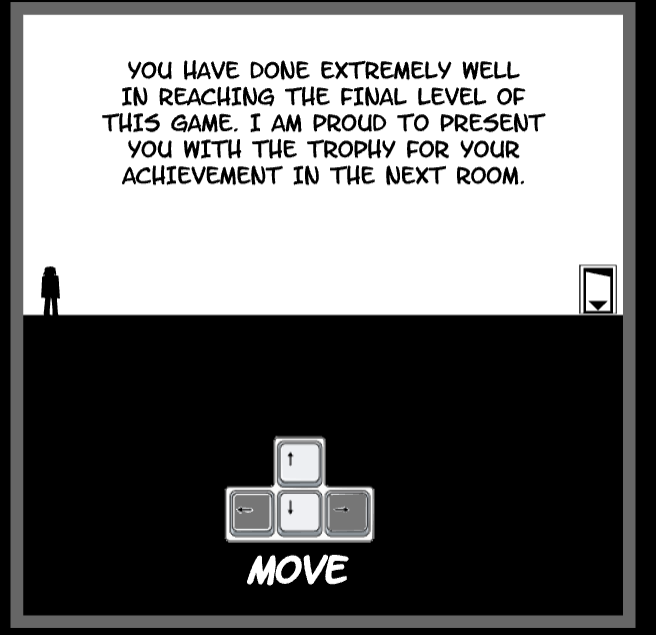 YOU HAVE DONE EXTREMELY WELL
IN REACHING THE FINAL LEVEL OF
THIS GAME. I AM PROUD TO PRESENT
YOU WITH THE TROPHY FOR YOUR
ACHIEVEMENT IN THE NEXT ROOM.
MOVE